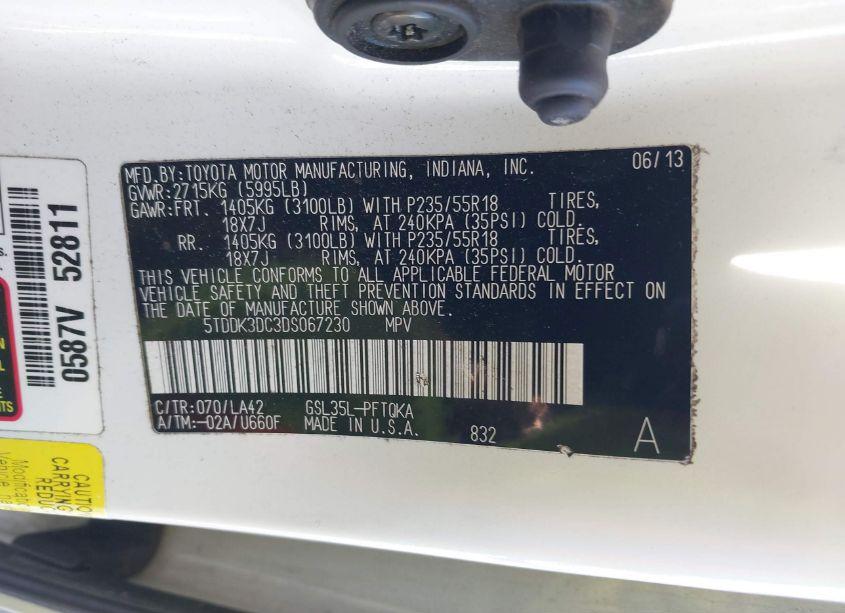 MFD.BY:TOYOTA MOTOR MANUFACTURING, INDIANA, INC. 06/13
GVWR:2715KG (5995LB)
GAWR:FRT. 1405KG (3100LB) WITH P235/55R18 TIRES,
18X7J RIMS, AT 240KPA (35PSI) COLD.
RR. 1405KG (3100LB) WITH P235/55R18 TIRES,
18X7J RIMS, AT 240KPA (35PSI) COLD.
THIS VEHICLE CONFORMS TO ALL APPLICABLE FEDERAL MOTOR
VEHICLE SAFETY AND THEFT PREVENTION STANDARDS IN EFFECT ON
THE DATE OF MANUFACTURE SHOWN ABOVE.
5TDDK3DC3DS067230 MPV
C/TR:070/LA42 GSL35L-PFTQKA
A/TM:-02A/U660F MADE IN U.S.A. 832 A
0587V 52811
CAUTIO
CARRYING
REDU
Modificat